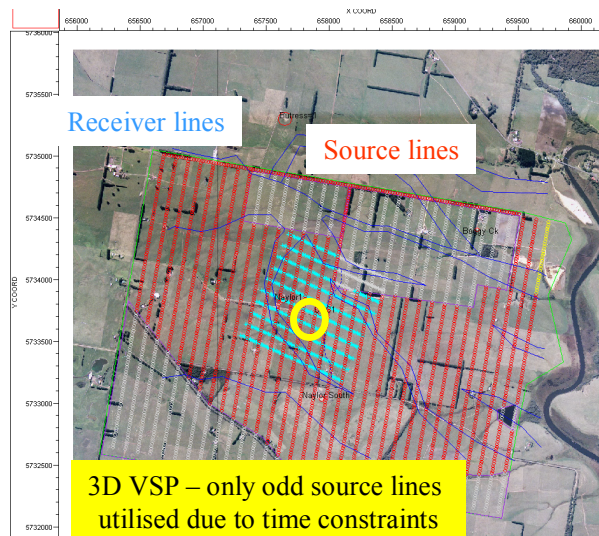 X COORD
656000 656500 657000 657500 658000 658500 659000 659500 660000
5736000
5735500
5735000
5734500
5734000
5733500
5733000
5732500
5732000
Y COORD
Receiver lines
Source lines
Boggy Ck
Naylor1
Naylor South
3D VSP – only odd source lines
utilised due to time constraints